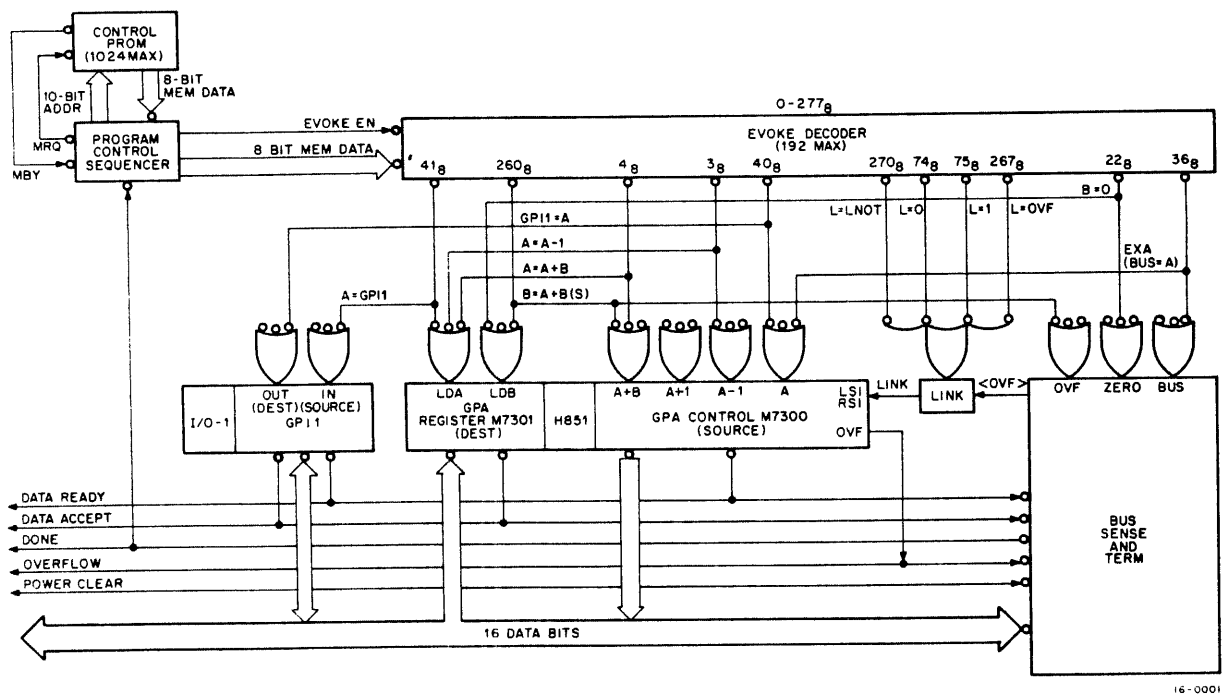 CONTROL
PROM
(1024 MAX)
10-BIT
ADDR
8-BIT
MEM DATA
MRQ
MBY
PROGRAM
CONTROL
SEQUENCER
EVOKE EN
8 BIT MEM DATA
0-277₈
EVOKE DECODER
(192 MAX)
41₈ 260₈ 4₈ 3₈ 40₈ 270₈ 74₈ 75₈ 267₈ 22₈ 36₈
B=0
L=LNOT L=0 L=1 L=OVF
GPI1=A
A=A-1
A=A+B
B=A+B(S)
A=GPI1
EXA
(BUS=A)
OUT IN
(DEST)(SOURCE)
I/O-1
GPI1
LDA LDB
GPA
REGISTER M7301
(DEST)
H851
A+B A+1 A-1 A
GPA CONTROL M7300
(SOURCE)
LSI
RSI
OVF
LINK
LINK
<OVF>
OVF ZERO BUS
BUS
SENSE
AND
TERM
DATA READY
DATA ACCEPT
DONE
OVERFLOW
POWER CLEAR
16 DATA BITS
16-0001